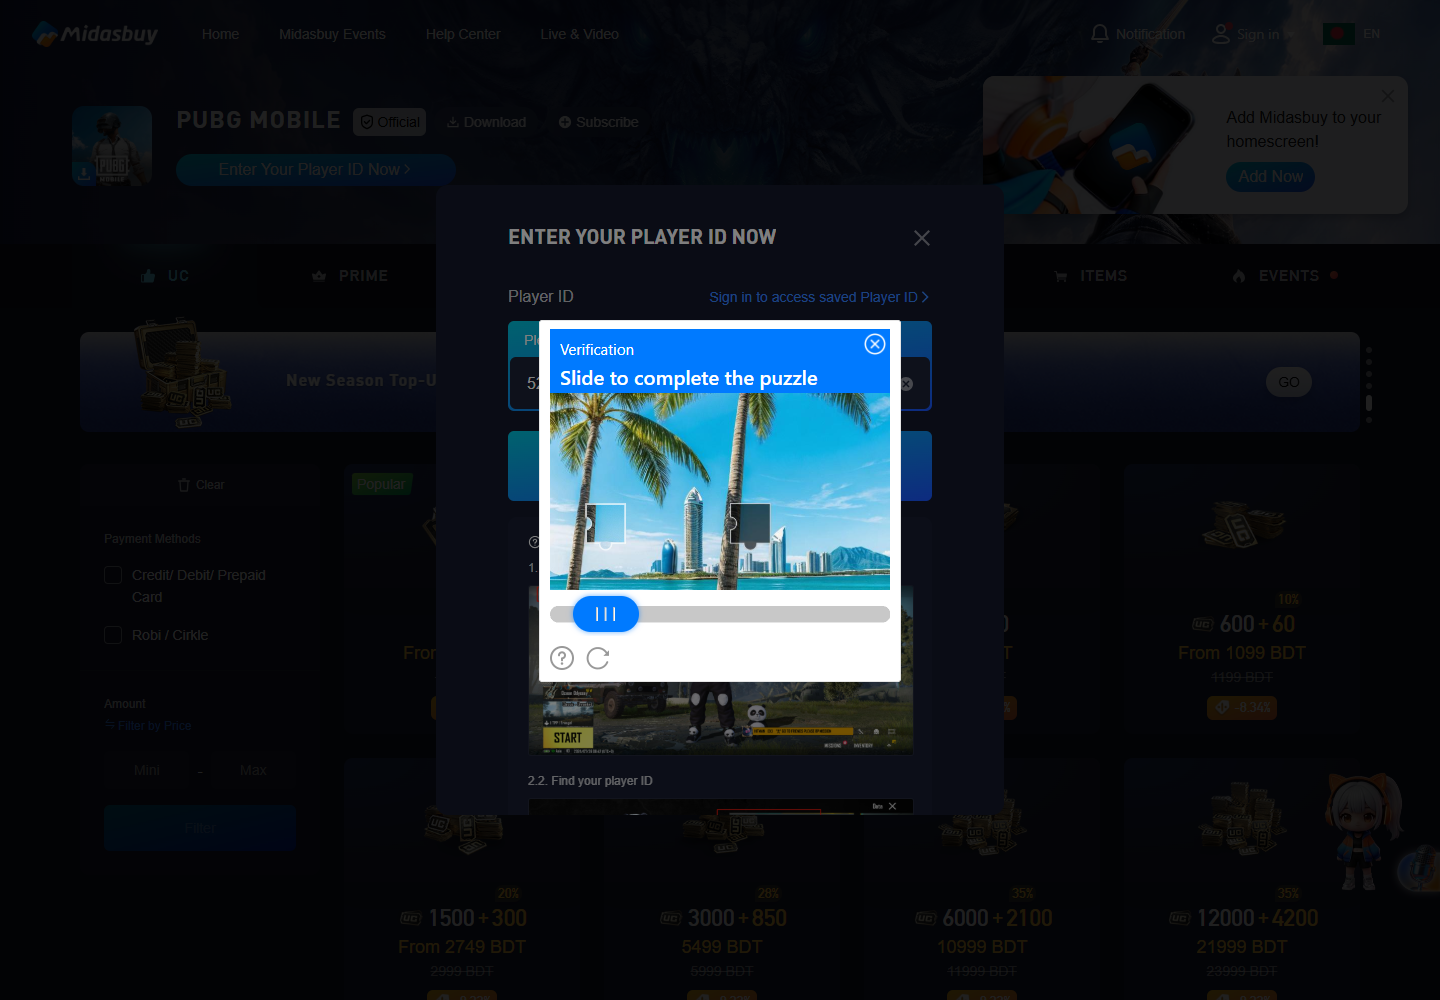 Midasbuy
Home
Midasbuy Events
Help Center
Live & Video
Notification
Sign in
EN
PUBG MOBILE
Official
Download
Subscribe
Enter Your Player ID Now
Add Midasbuy to your
homescreen!
Add Now
PUBG
MOBILE
ENTER YOUR PLAYER ID NOW
UC
PRIME
ITEMS
EVENTS
Player ID
Sign in to access saved Player ID
Verification
Slide to complete the puzzle
52
New Season Top-U
GO
Clear
Popular
Payment Methods
Credit/ Debit/ Prepaid
Card
Robi / Cirkle
1.
10%
600 + 60
From 1099 BDT
1199 BDT
-8.34%
Amount
Filter by Price
Mini
-
Max
Filter
START
2.2. Find your player ID
20%
1500 + 300
From 2749 BDT
2999 BDT
28%
3000 + 850
5499 BDT
5999 BDT
35%
6000 + 2100
10999 BDT
11999 BDT
35%
12000 + 4200
21999 BDT
23999 BDT